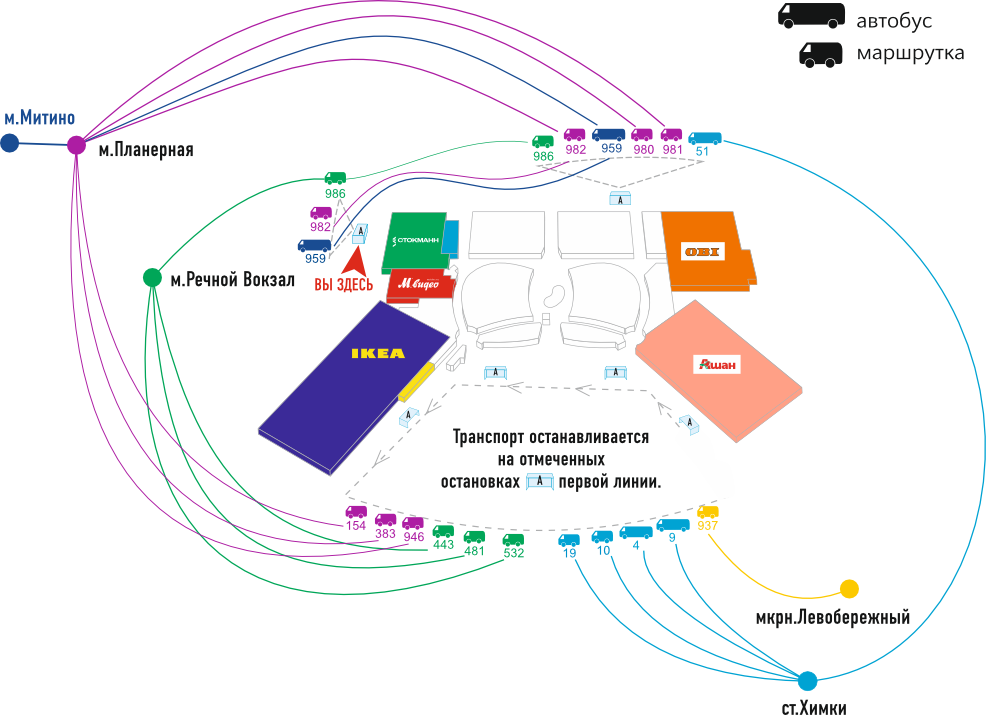 автобус
маршрутка
м.Митино
м.Планерная
986
982
959
980
981
51
А
986
982
959
А
ВЫ ЗДЕСЬ
СТОКМАНН
М видео
OBI
м.Речной Вокзал
IKEA
Ашан
А
А
А
А
Транспорт останавливается
на отмеченных
остановках А первой линии.
154
383
946
443
481
532
19
10
4
9
937
мкрн.Левобережный
ст.Химки